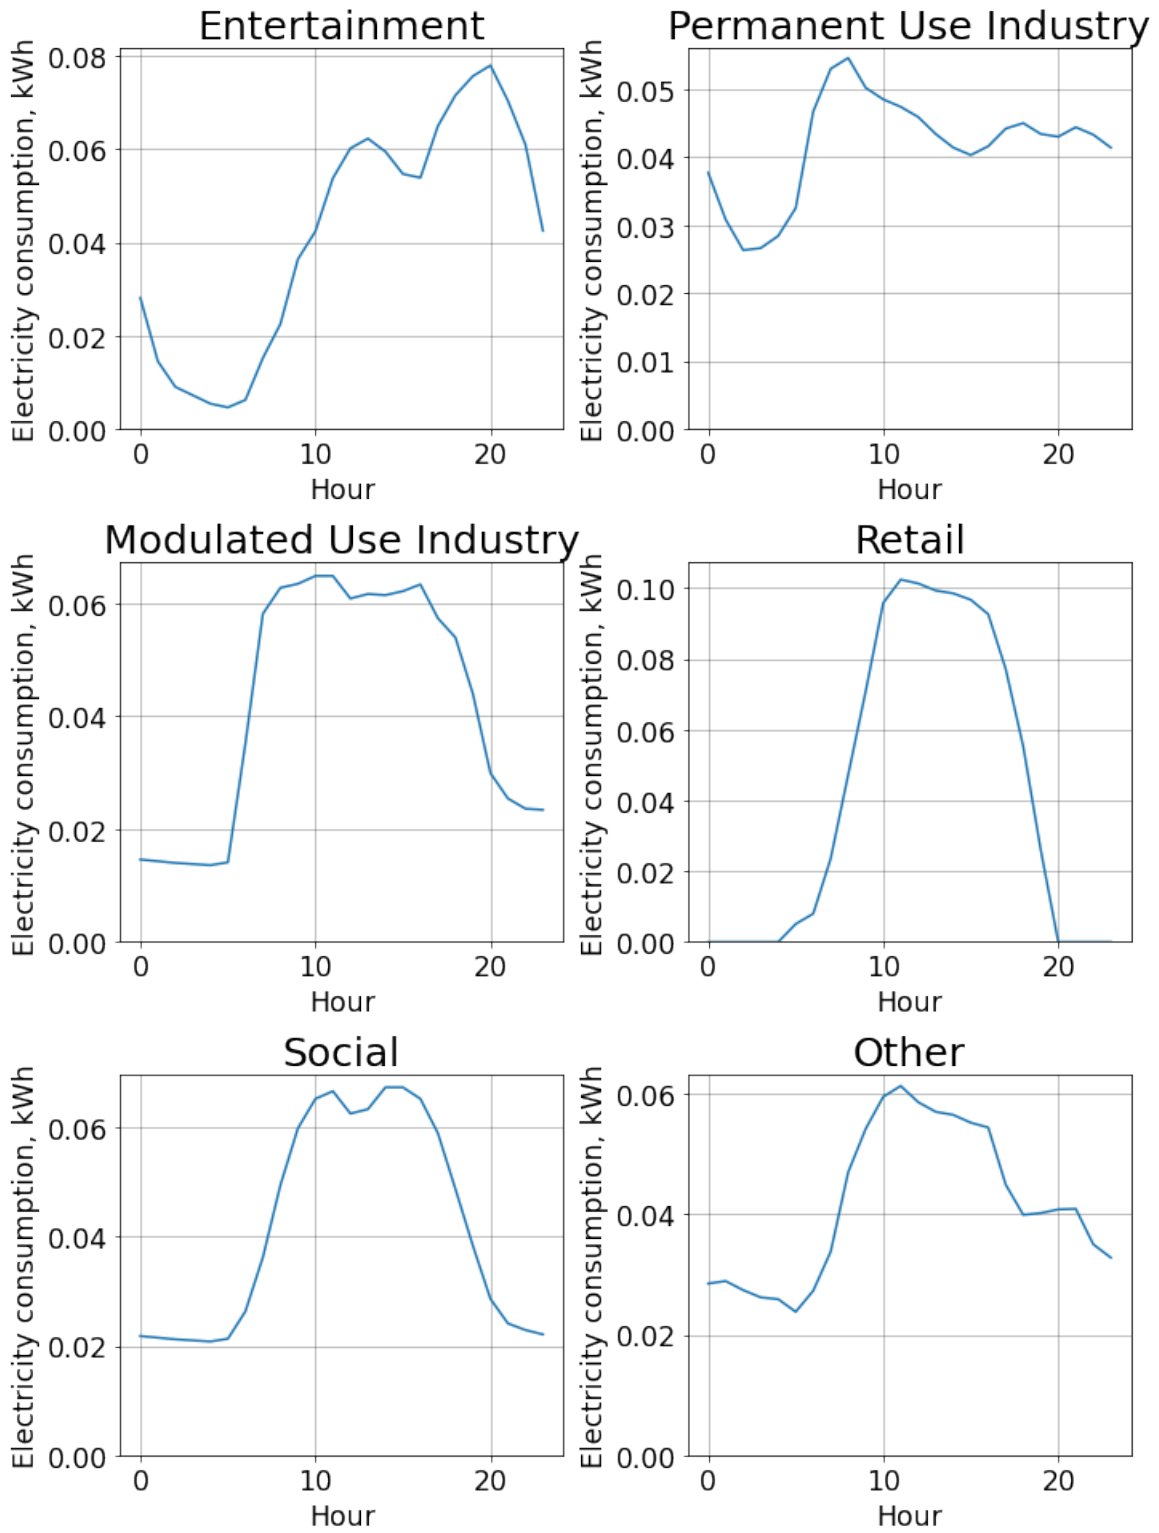 Entertainment
Electricity consumption, kWh
0.08
0.06
0.04
0.02
0.00
0 10 20
Hour
Permanent Use Industry
Electricity consumption, kWh
0.05
0.04
0.03
0.02
0.01
0.00
0 10 20
Hour
Modulated Use Industry
Electricity consumption, kWh
0.06
0.04
0.02
0.00
0 10 20
Hour
Retail
Electricity consumption, kWh
0.10
0.08
0.06
0.04
0.02
0.00
0 10 20
Hour
Social
Electricity consumption, kWh
0.06
0.04
0.02
0.00
0 10 20
Hour
Other
Electricity consumption, kWh
0.06
0.04
0.02
0.00
0 10 20
Hour